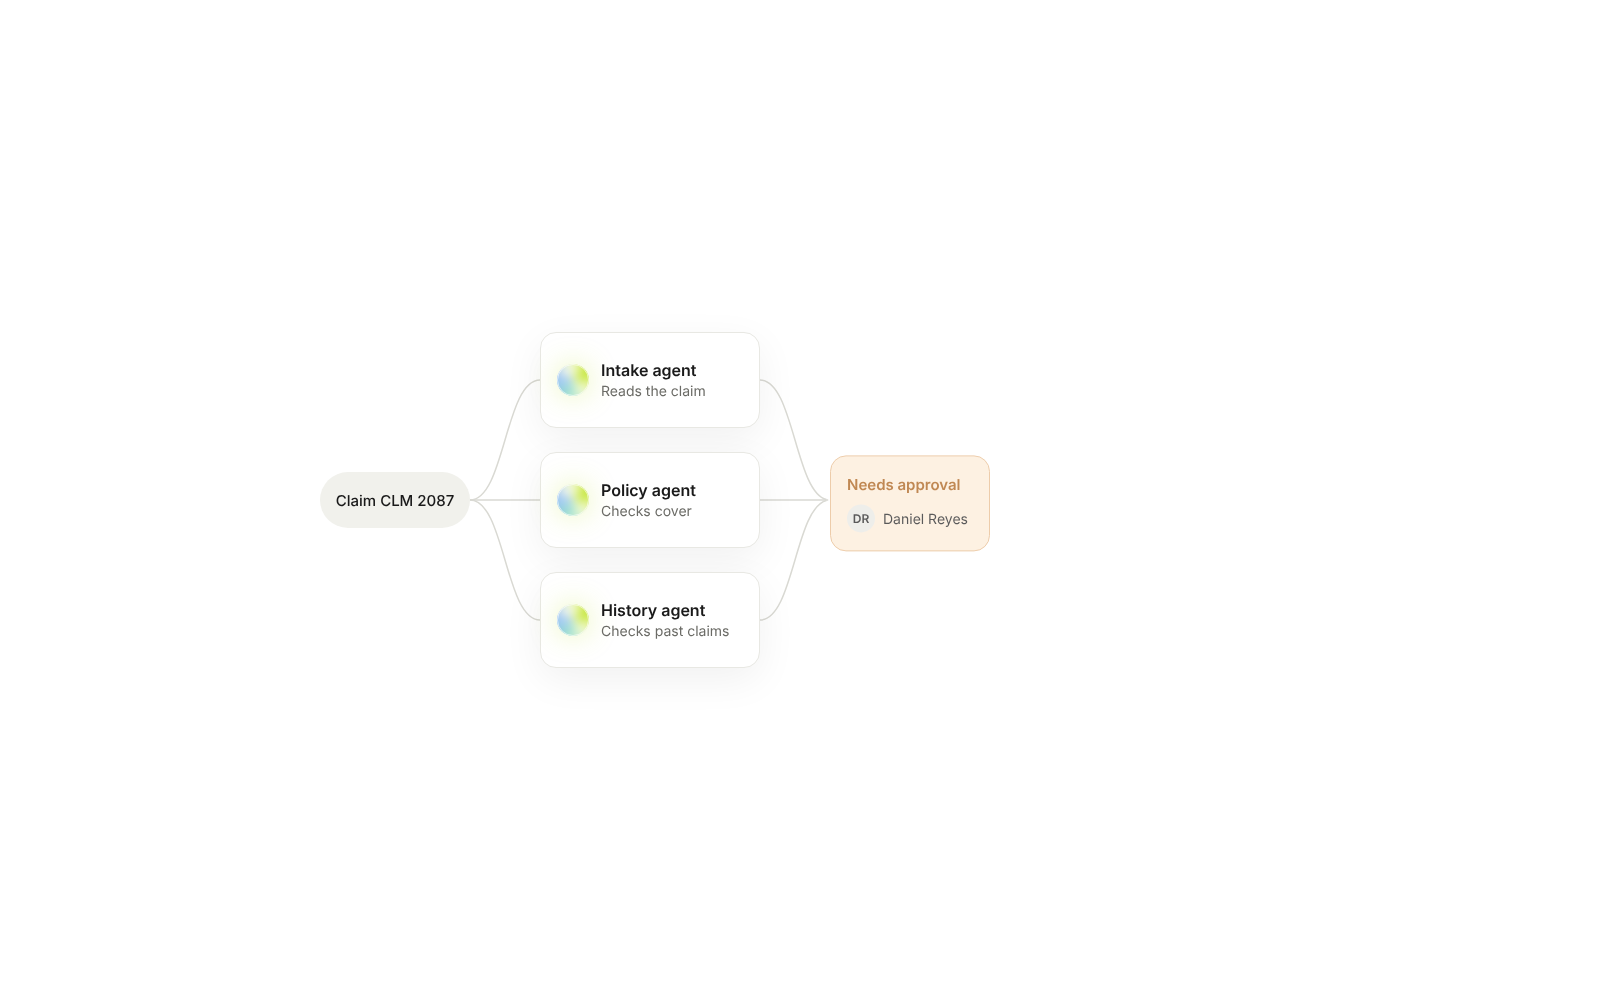 Claim CLM 2087
Intake agent
Reads the claim
Policy agent
Checks cover
History agent
Checks past claims
Needs approval
DR Daniel Reyes